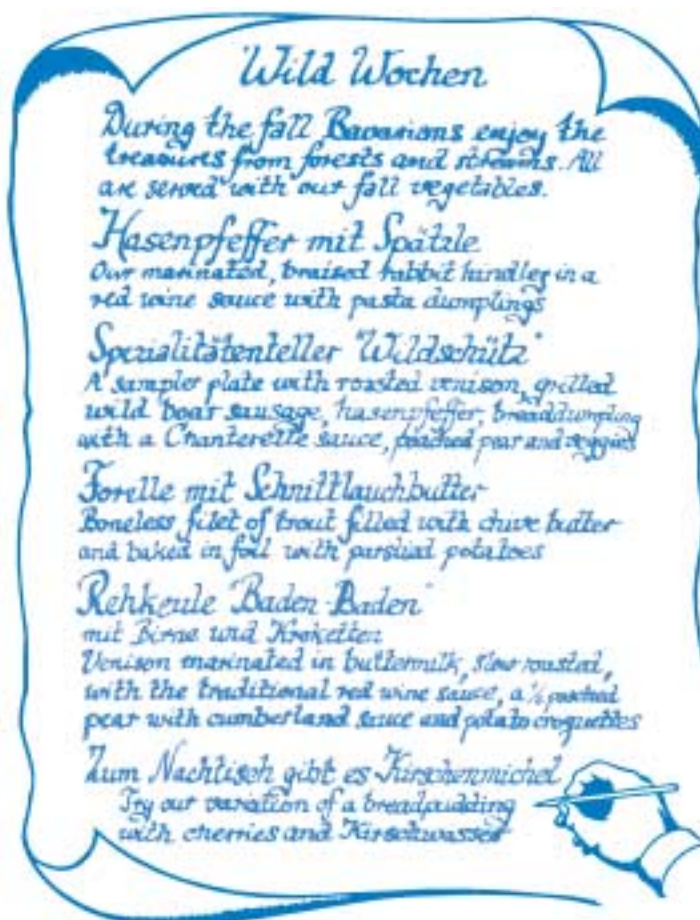 Wild Wochen
During the fall Bavarians enjoy the
treasures from forests and streams. All
are served with our fall vegetables.
Hasenpfeffer mit Spätzle
Our marinated, braised rabbit hindleg in a
red wine sauce with pasta dumplings
Spezialitätenteller "Wildschütz"
A sampler plate with roasted venison, grilled
wild boar sausage, hasenpfeffer, breaddumpling
with a Chanterelle sauce, poached pear and veggies
Forelle mit Schnittlauchbutter
Boneless filet of trout filled with chive butter
and baked in foil with parslied potatoes
Rehkeule "Baden-Baden"
mit Birne und Kroketten
Venison marinated in buttermilk, slow roasted,
with the traditional red wine sauce, a ½ poached
pear with cumberland sauce and potato croquettes
Zum Nachtisch gibt es Kirschenmichel
Try our variation of a breadpudding
with cherries and Kirschwasser